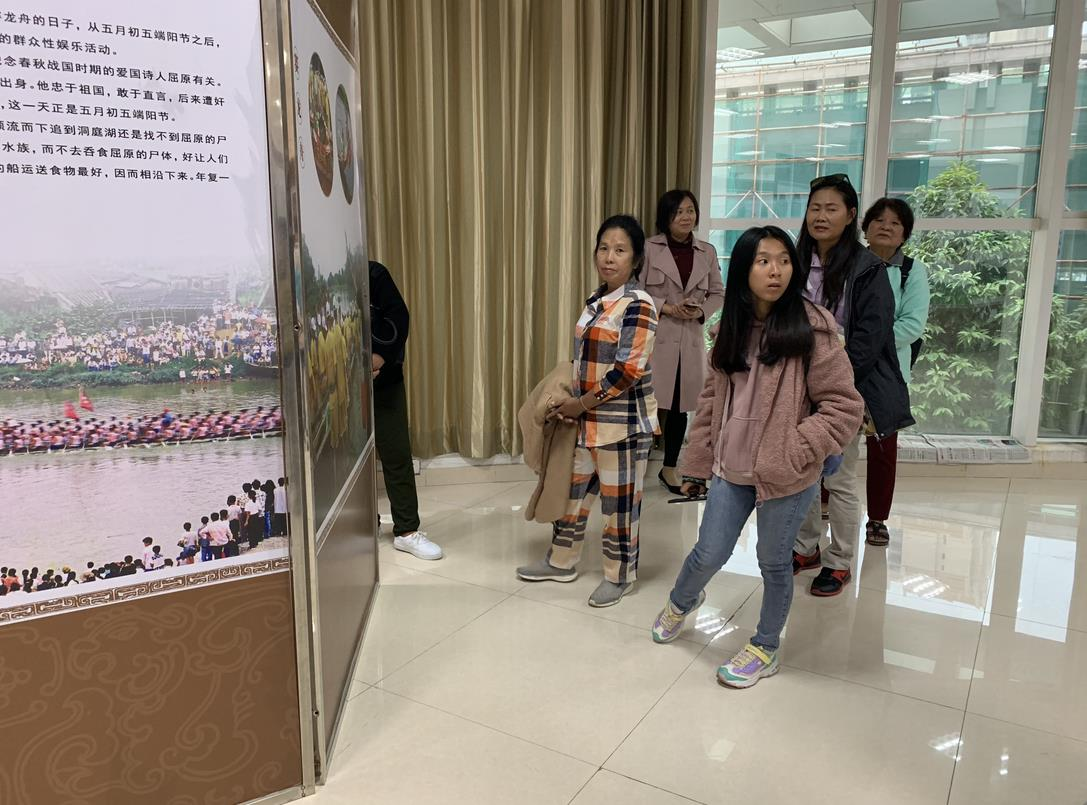 龙舟的日子，从五月初五端阳节之后，
的群众性娱乐活动。
念春秋战国时期的爱国诗人屈原有关。
出身。他忠于祖国，敢于直言，后来遭奸
，这一天正是五月初五端阳节。
顺流而下追到洞庭湖还是找不到屈原的尸
水族，而不去吞食屈原的尸体，好让人们
的船运送食物最好，因而相沿下来。年复一